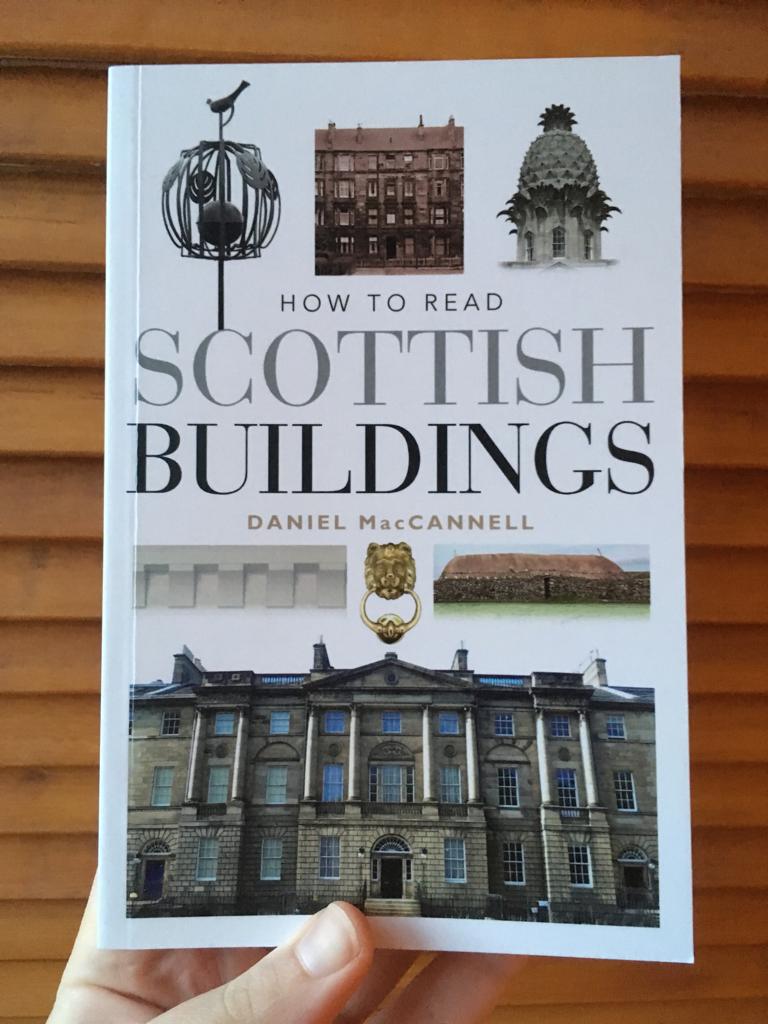 HOW TO READ
SCOTTISH
BUILDINGS
DANIEL MacCANNELL